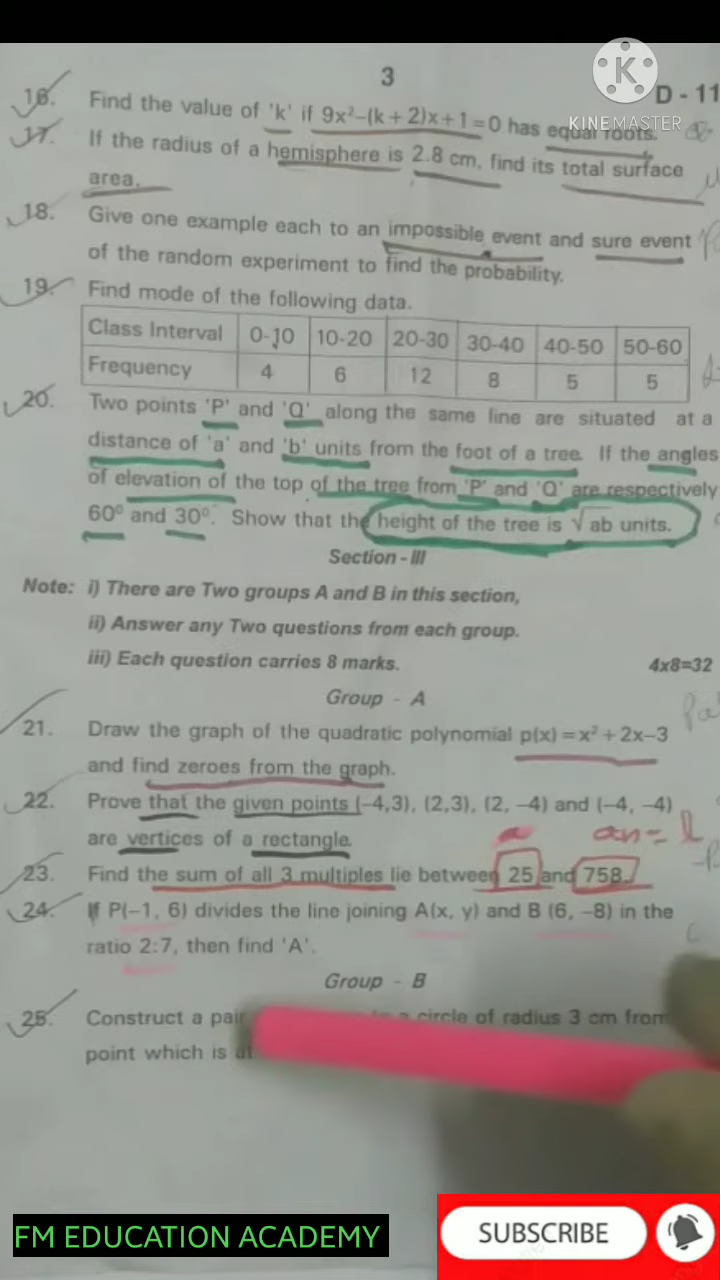 3
D - 11
KINEMASTER
16. Find the value of 'k' if 9x²−(k+2)x+1=0 has equal roots.
17. If the radius of a hemisphere is 2.8 cm, find its total surface
area.
18. Give one example each to an impossible event and sure event
of the random experiment to find the probability.
19. Find mode of the following data.
Class Interval 0-10 10-20 20-30 30-40 40-50 50-60
Frequency 4 6 12 8 5 5
20. Two points 'P' and 'Q' along the same line are situated at a
distance of 'a' and 'b' units from the foot of a tree. If the angles
of elevation of the top of the tree from 'P' and 'Q' are respectively
60⁰ and 30⁰. Show that the height of the tree is √ab units.
Section - III
Note: i) There are Two groups A and B in this section,
ii) Answer any Two questions from each group.
iii) Each question carries 8 marks. 4x8=32
Group - A
21. Draw the graph of the quadratic polynomial p(x) = x² + 2x−3
and find zeroes from the graph.
22. Prove that the given points (−4,3), (2,3), (2, −4) and (−4, −4)
are vertices of a rectangle.
a an = l
23. Find the sum of all 3 multiples lie between 25 and 758.
24. If P(−1, 6) divides the line joining A(x, y) and B (6, −8) in the
ratio 2:7, then find 'A'.
Group - B
25. Construct a pair circle of radius 3 cm from
point which is at
FM EDUCATION ACADEMY
SUBSCRIBE